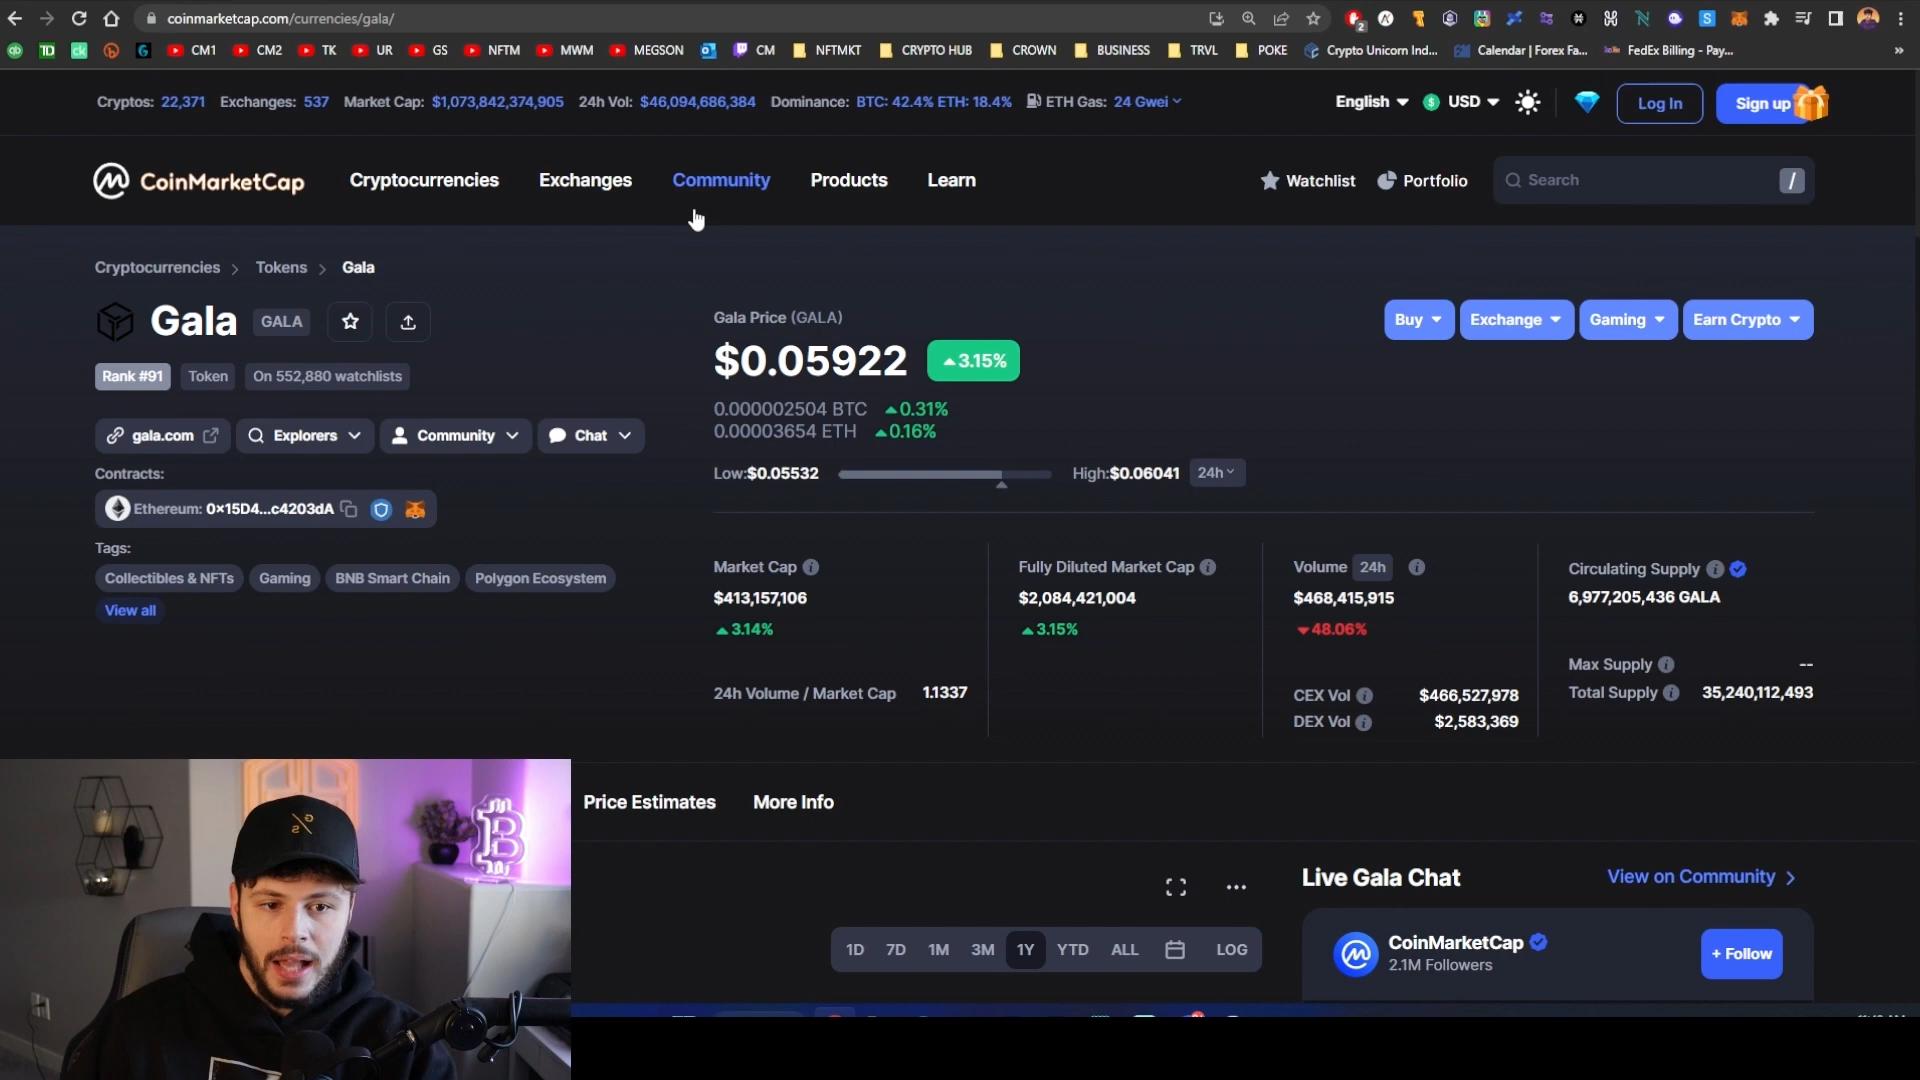 coinmarketcap.com/currencies/gala/
2
TD
ck
CM1
CM2
TK
UR
GS
NFTM
MWM
MEGSON
CM
NFTMKT
CRYPTO HUB
CROWN
BUSINESS
TRVL
POKE
Crypto Unicorn Ind...
Calendar | Forex Fa...
FedEx Billing - Pay...
»
Cryptos: 22,371 Exchanges: 537 Market Cap: $1,073,842,374,905 24h Vol: $46,094,686,384 Dominance: BTC: 42.4% ETH: 18.4% ETH Gas: 24 Gwei
English
USD
Log In
Sign up
CoinMarketCap
Cryptocurrencies
Exchanges
Community
Products
Learn
Watchlist
Portfolio
Search
/
Cryptocurrencies > Tokens > Gala
Gala GALA
Rank #91
Token
On 552,880 watchlists
gala.com
Explorers
Community
Chat
Contracts:
Ethereum: 0x15D4...c4203dA
Tags:
Collectibles & NFTs
Gaming
BNB Smart Chain
Polygon Ecosystem
View all
Gala Price (GALA)
$0.05922
3.15%
0.000002504 BTC 0.31%
0.00003654 ETH 0.16%
Low:$0.05532
High:$0.06041
24h
Buy
Exchange
Gaming
Earn Crypto
Market Cap
$413,157,106
3.14%
24h Volume / Market Cap 1.1337
Fully Diluted Market Cap
$2,084,421,004
3.15%
Volume 24h
$468,415,915
48.06%
CEX Vol $466,527,978
DEX Vol $2,583,369
Circulating Supply
6,977,205,436 GALA
Max Supply --
Total Supply 35,240,112,493
Price Estimates
More Info
1D
7D
1M
3M
1Y
YTD
ALL
LOG
Live Gala Chat
View on Community
CoinMarketCap
2.1M Followers
+ Follow